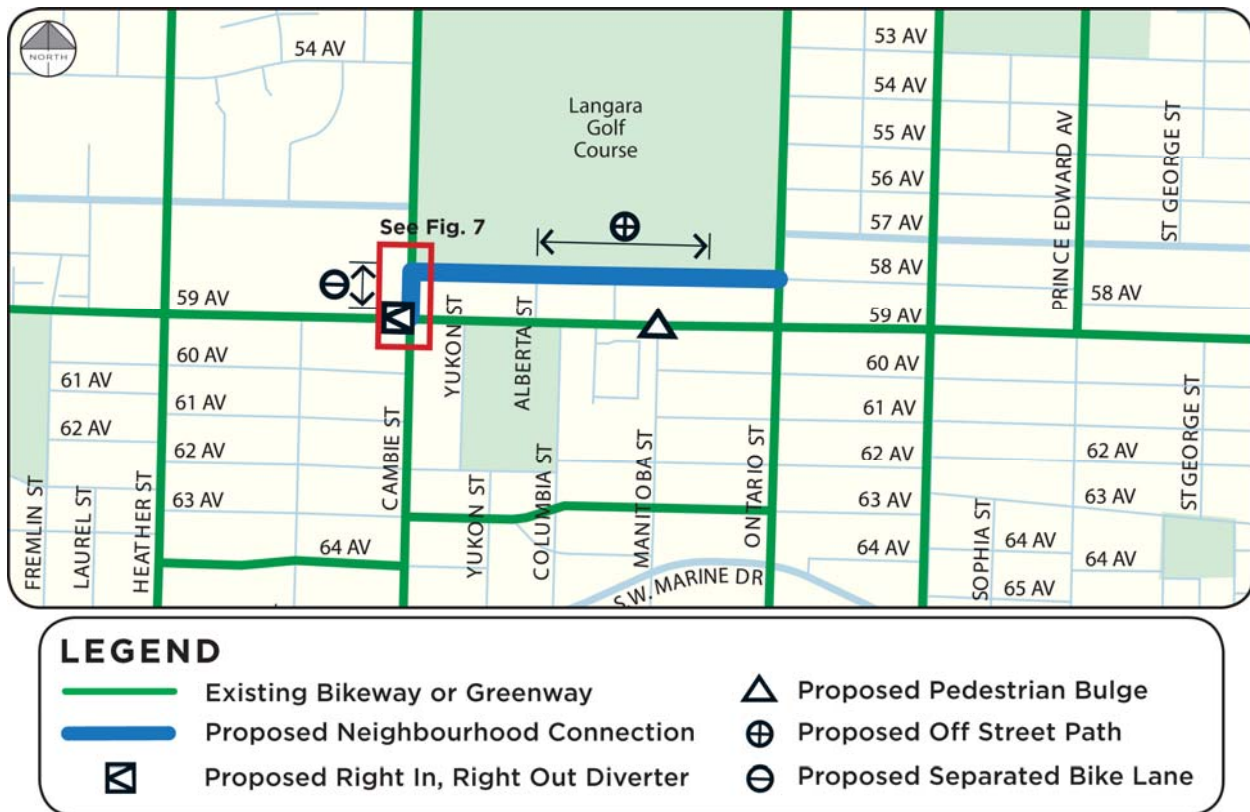 NORTH
54 AV
53 AV
54 AV
55 AV
56 AV
57 AV
58 AV
59 AV
PRINCE EDWARD AV
ST GEORGE ST
58 AV
Langara
Golf
Course
See Fig. 7
59 AV
60 AV
61 AV
61 AV
62 AV
62 AV
63 AV
64 AV
FREMLIN ST
LAUREL ST
HEATHER ST
CAMBIE ST
YUKON ST
ALBERTA ST
YUKON ST
COLUMBIA ST
MANITOBA ST
ONTARIO ST
S.W. MARINE DR
60 AV
61 AV
62 AV
63 AV
64 AV
SOPHIA ST
62 AV
63 AV
64 AV
64 AV
65 AV
ST GEORGE ST
LEGEND
Existing Bikeway or Greenway
Proposed Neighbourhood Connection
Proposed Right In, Right Out Diverter
Proposed Pedestrian Bulge
Proposed Off Street Path
Proposed Separated Bike Lane